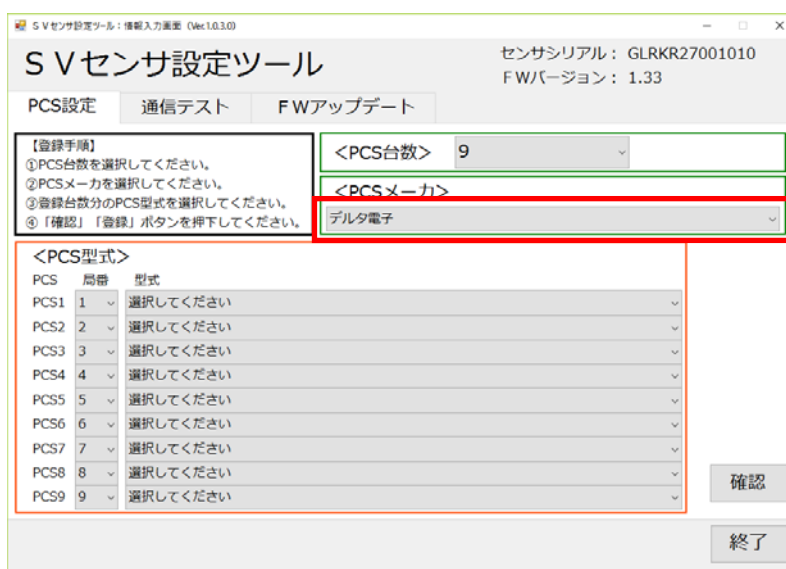 ＳＶセンサ設定ツール：情報入力画面 (Ver.1.0.3.0)
ＳＶセンサ設定ツール
センサシリアル： GLRKR27001010
ＦＷバージョン： 1.33
PCS設定 通信テスト ＦＷアップデート
【登録手順】
①PCS台数を選択してください。
②PCSメーカを選択してください。
③登録台数分のPCS型式を選択してください。
④「確認」「登録」ボタンを押下してください。
＜PCS台数＞ 9
＜PCSメーカ＞
デルタ電子
＜PCS型式＞
PCS 局番 型式
PCS1 1 選択してください
PCS2 2 選択してください
PCS3 3 選択してください
PCS4 4 選択してください
PCS5 5 選択してください
PCS6 6 選択してください
PCS7 7 選択してください
PCS8 8 選択してください
PCS9 9 選択してください
確認
終了